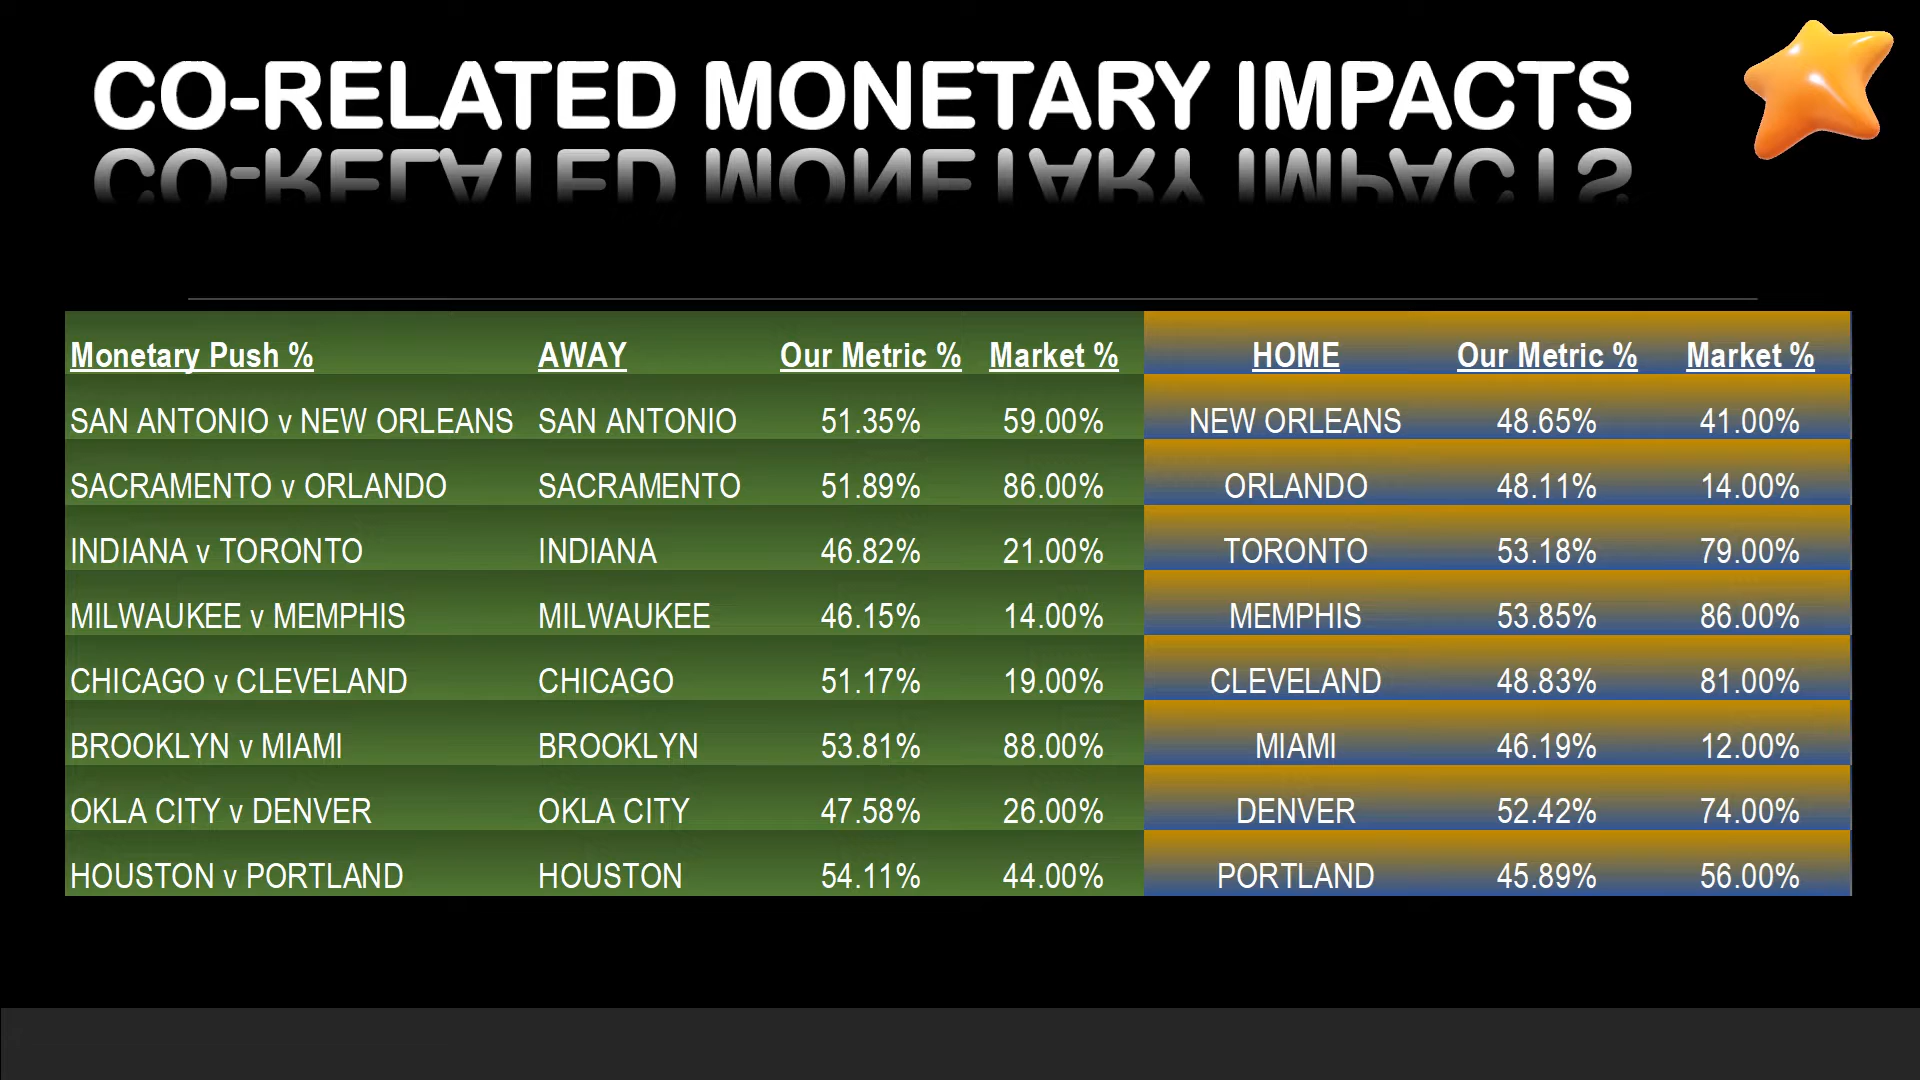 CO-RELATED MONETARY IMPACTS
Monetary Push % AWAY Our Metric % Market % HOME Our Metric % Market %
SAN ANTONIO v NEW ORLEANS SAN ANTONIO 51.35% 59.00% NEW ORLEANS 48.65% 41.00%
SACRAMENTO v ORLANDO SACRAMENTO 51.89% 86.00% ORLANDO 48.11% 14.00%
INDIANA v TORONTO INDIANA 46.82% 21.00% TORONTO 53.18% 79.00%
MILWAUKEE v MEMPHIS MILWAUKEE 46.15% 14.00% MEMPHIS 53.85% 86.00%
CHICAGO v CLEVELAND CHICAGO 51.17% 19.00% CLEVELAND 48.83% 81.00%
BROOKLYN v MIAMI BROOKLYN 53.81% 88.00% MIAMI 46.19% 12.00%
OKLA CITY v DENVER OKLA CITY 47.58% 26.00% DENVER 52.42% 74.00%
HOUSTON v PORTLAND HOUSTON 54.11% 44.00% PORTLAND 45.89% 56.00%